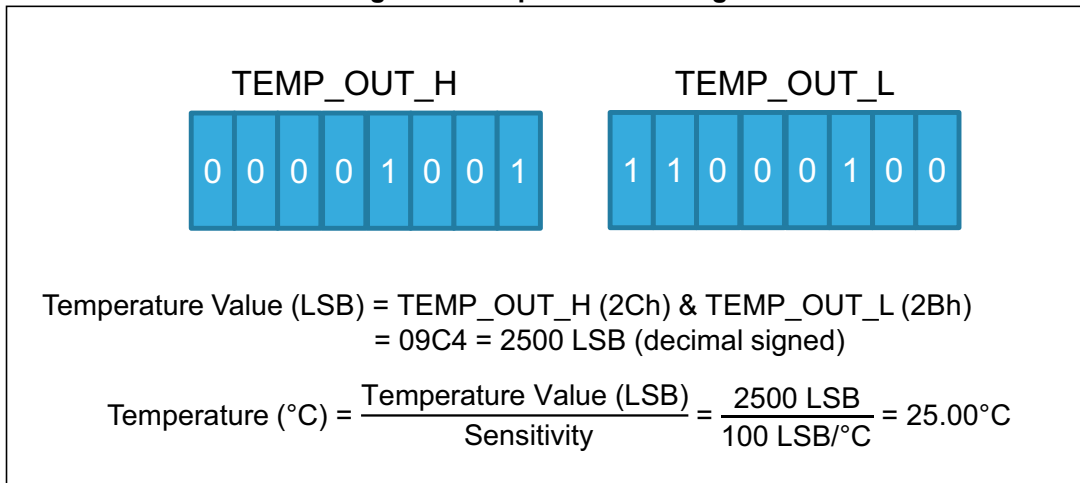 TEMP_OUT_H TEMP_OUT_L
0 0 0 0 1 0 0 1 1 1 0 0 0 1 0 0
Temperature Value (LSB) = TEMP_OUT_H (2Ch) & TEMP_OUT_L (2Bh)
= 09C4 = 2500 LSB (decimal signed)
Temperature (°C) = Temperature Value (LSB) / Sensitivity = 2500 LSB / 100 LSB/°C = 25.00°C